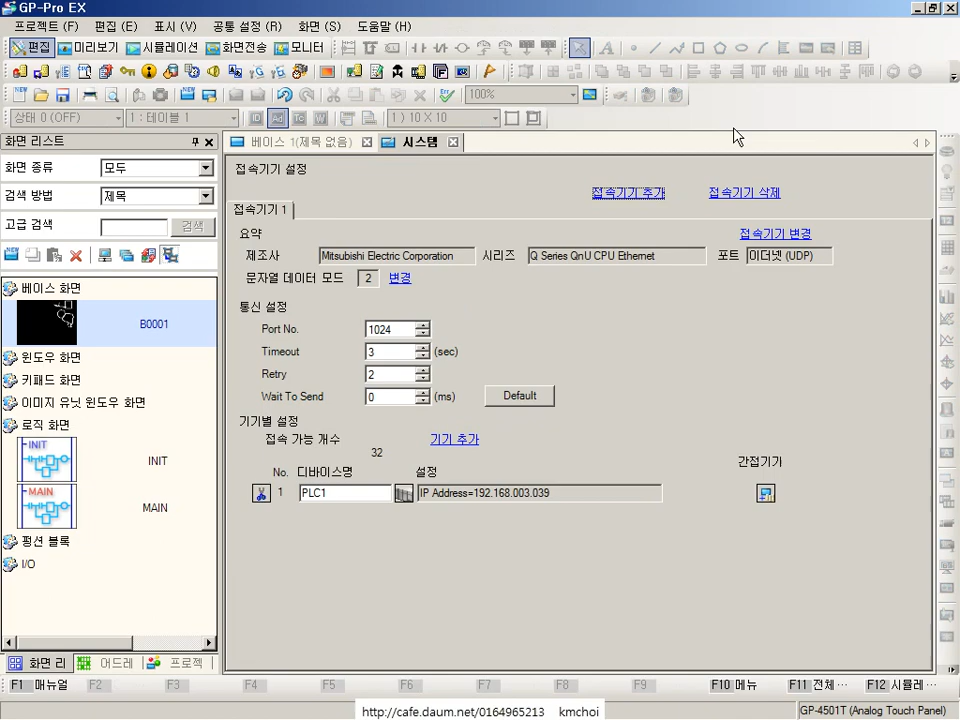 GP-Pro EX
프로젝트 (F) 편집 (E) 표시 (V) 공통 설정 (R) 화면 (S) 도움말 (H)
편집 미리보기 시뮬레이션 화면전송 모니터
100%
상태 0 (OFF) 1 : 테이블 1 ID Ad Te W 1 ) 10 X 10
화면 리스트
베이스 1(제목 없음) 시스템
화면 종류 모두
검색 방법 제목
고급 검색 검색
베이스 화면
B0001
윈도우 화면
키패드 화면
이미지 유닛 윈도우 화면
로직 화면
INIT INIT
MAIN MAIN
펑션 블록
I/O
화면 리 어드레 프로젝
접속기기 설정
접속기기 추가 접속기기 삭제
접속기기 1
요약 접속기기 변경
제조사 Mitsubishi Electric Corporation 시리즈 Q Series QnU CPU Ethernet 포트 이더넷 (UDP)
문자열 데이터 모드 2 변경
통신 설정
Port No. 1024
Timeout 3 (sec)
Retry 2
Wait To Send 0 (ms) Default
기기별 설정
접속 가능 개수 기기 추가
32
간접기기
No. 디바이스명 설정
1 PLC1 IP Address=192.168.003.039
F1 매뉴얼 F2 F3 F4 F5 F6 F7 F8 F9 F10 메뉴 F11 전체··· F12 시뮬레···
http://cafe.daum.net/0164965213 kmchoi
GP-4501T (Analog Touch Panel)